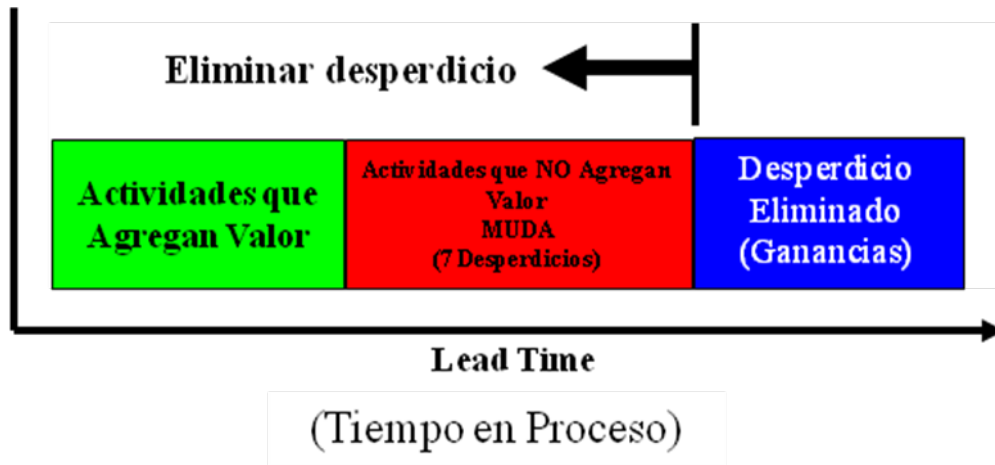 Eliminar desperdicio
Actividades que
Agregan Valor
Actividades que NO Agregan
Valor
MUDA
(7 Desperdicios)
Desperdicio
Eliminado
(Ganancias)
Lead Time
(Tiempo en Proceso)